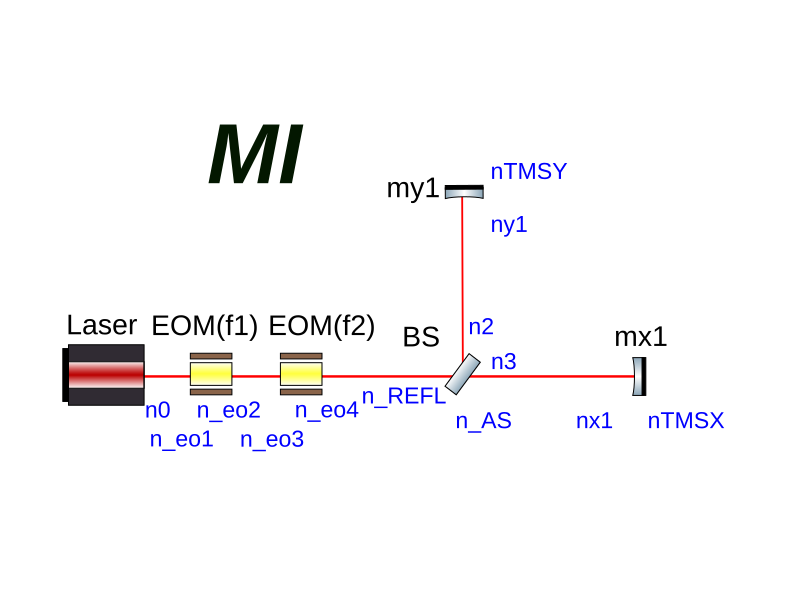 MI
nTMSY
my1
ny1
Laser EOM(f1) EOM(f2)
BS
n2
mx1
n3
n0 n_eo2 n_eo4 n_REFL
n_AS
nx1 nTMSX
n_eo1 n_eo3